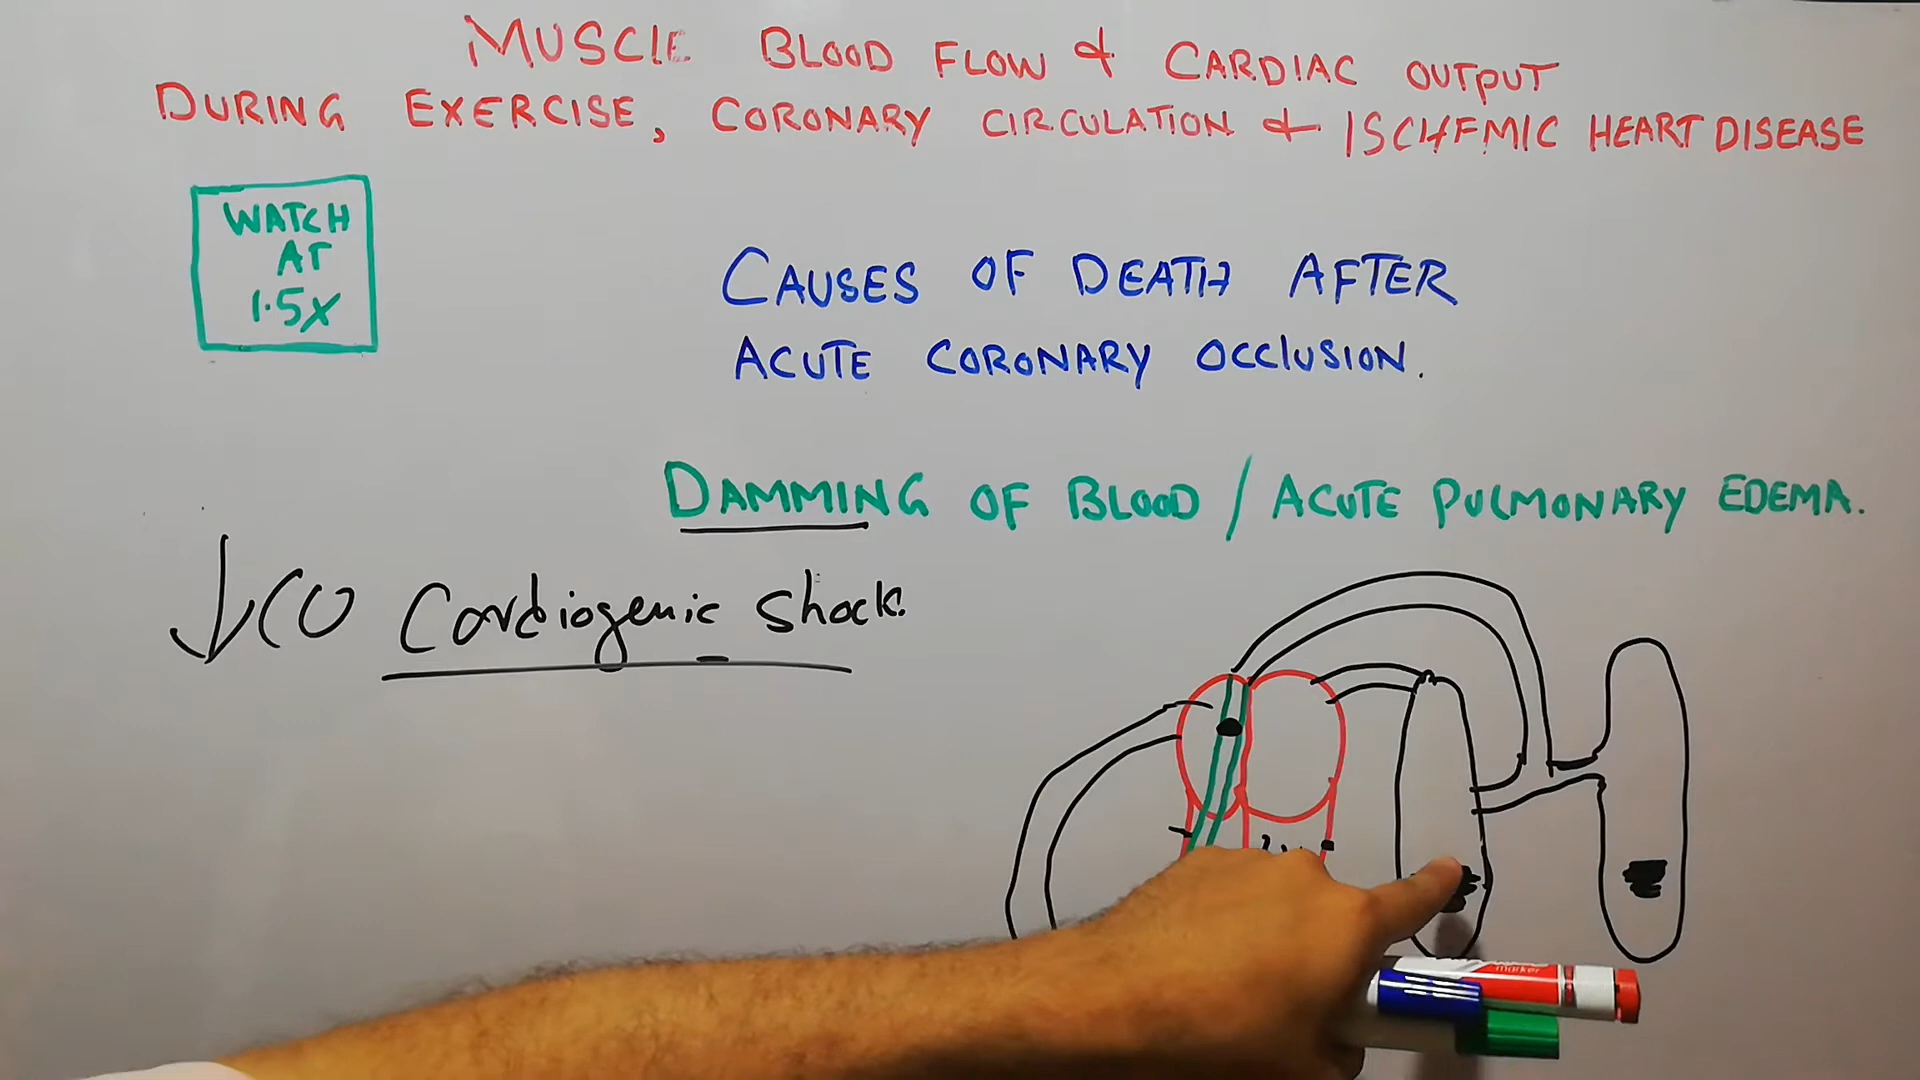 MUSCLE BLOOD FLOW & CARDIAC OUTPUT
DURING EXERCISE, CORONARY CIRCULATION & ISCHEMIC HEART DISEASE
WATCH
AT
1.5X
CAUSES OF DEATH AFTER
ACUTE CORONARY OCCLUSION.
DAMMING OF BLOOD / ACUTE PULMONARY EDEMA.
↓CO Cardiogenic shock.
marker